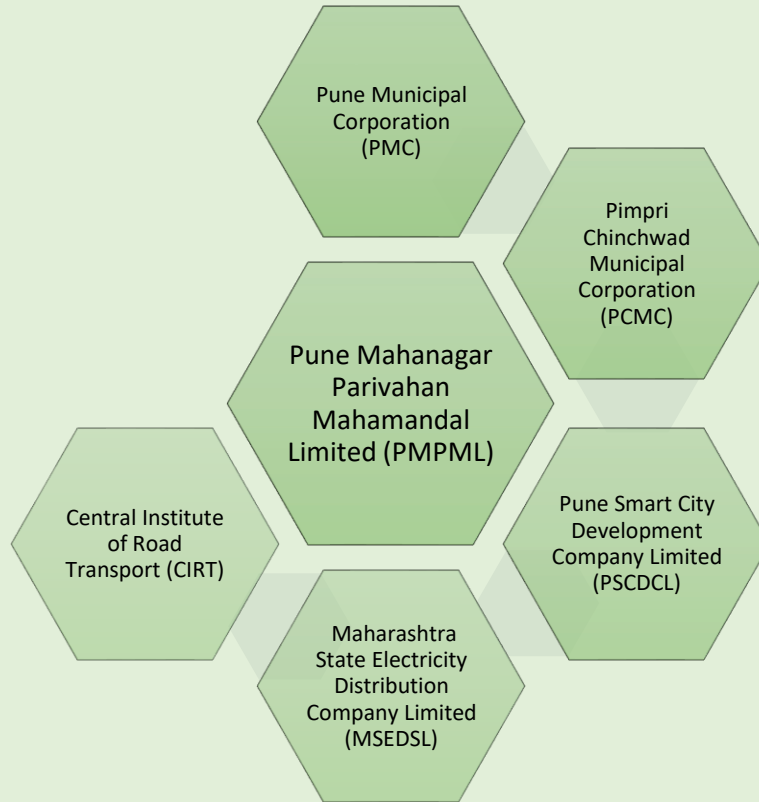 Pune Municipal
Corporation
(PMC)
Pimpri
Chinchwad
Municipal
Corporation
(PCMC)
Pune Mahanagar
Parivahan
Mahamandal
Limited (PMPML)
Pune Smart City
Development
Company Limited
(PSCDCL)
Central Institute
of Road
Transport (CIRT)
Maharashtra
State Electricity
Distribution
Company Limited
(MSEDSL)